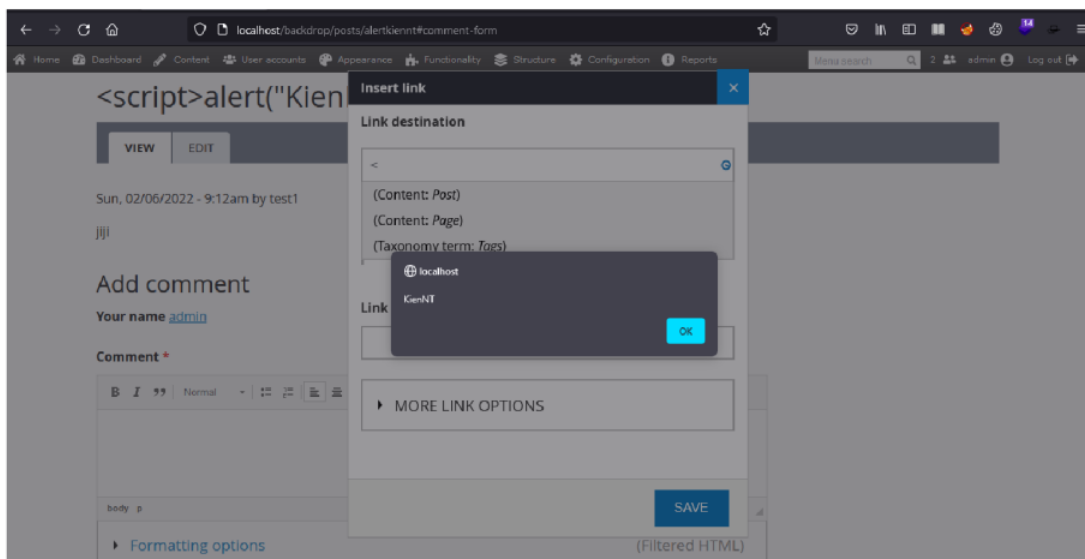 localhost/backdrop/posts/alertkiennt#comment-form
14
Home Dashboard Content User accounts Appearance Functionality Structure Configuration Reports Menu search 2 admin Log out
<script>alert("Kien
Insert link
Link destination
VIEW EDIT
<
(Content: Post)
Sun, 02/06/2022 - 9:12am by test1
(Content: Page)
jiji
(Taxonomy term: Tags)
localhost
Add comment
KienNT
Link
Your name admin
OK
Comment *
B I Normal
MORE LINK OPTIONS
body p
SAVE
Formatting options
(Filtered HTML)